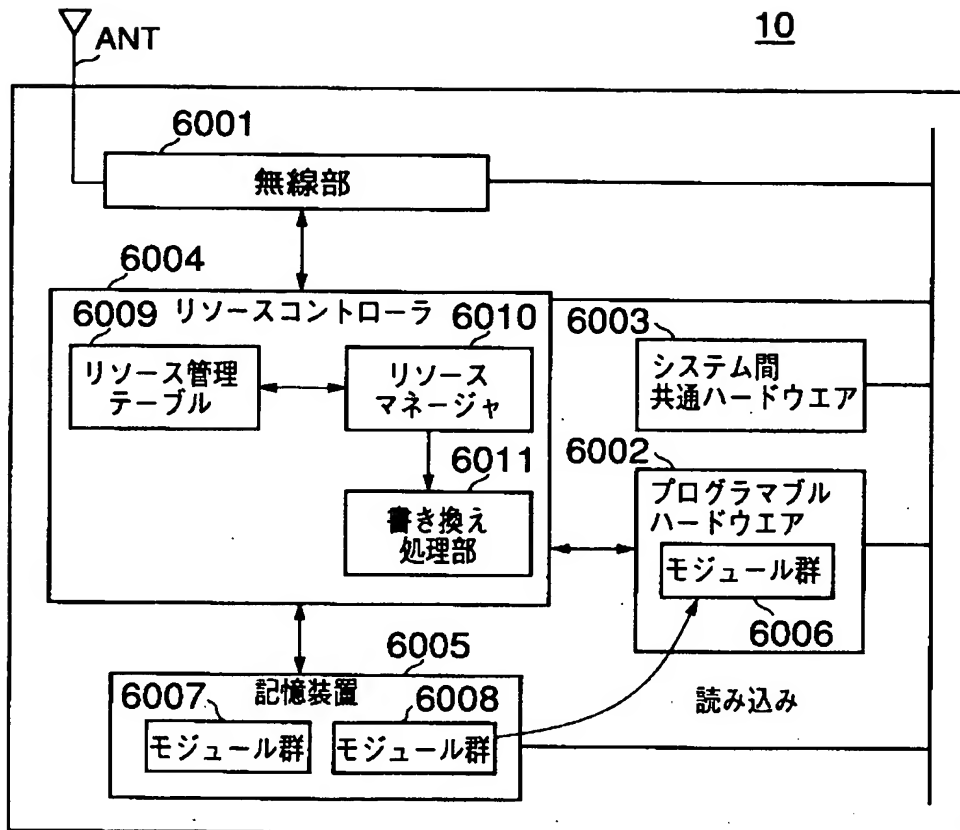 10
ANT
6001
無線部
6004
リソースコントローラ
6009
リソース管理
テーブル
6010
リソース
マネージャ
6011
書き換え
処理部
6003
システム間
共通ハードウエア
6002
プログラマブル
ハードウエア
モジュール群
6006
6005
記憶装置
6007
モジュール群
6008
モジュール群
読み込み